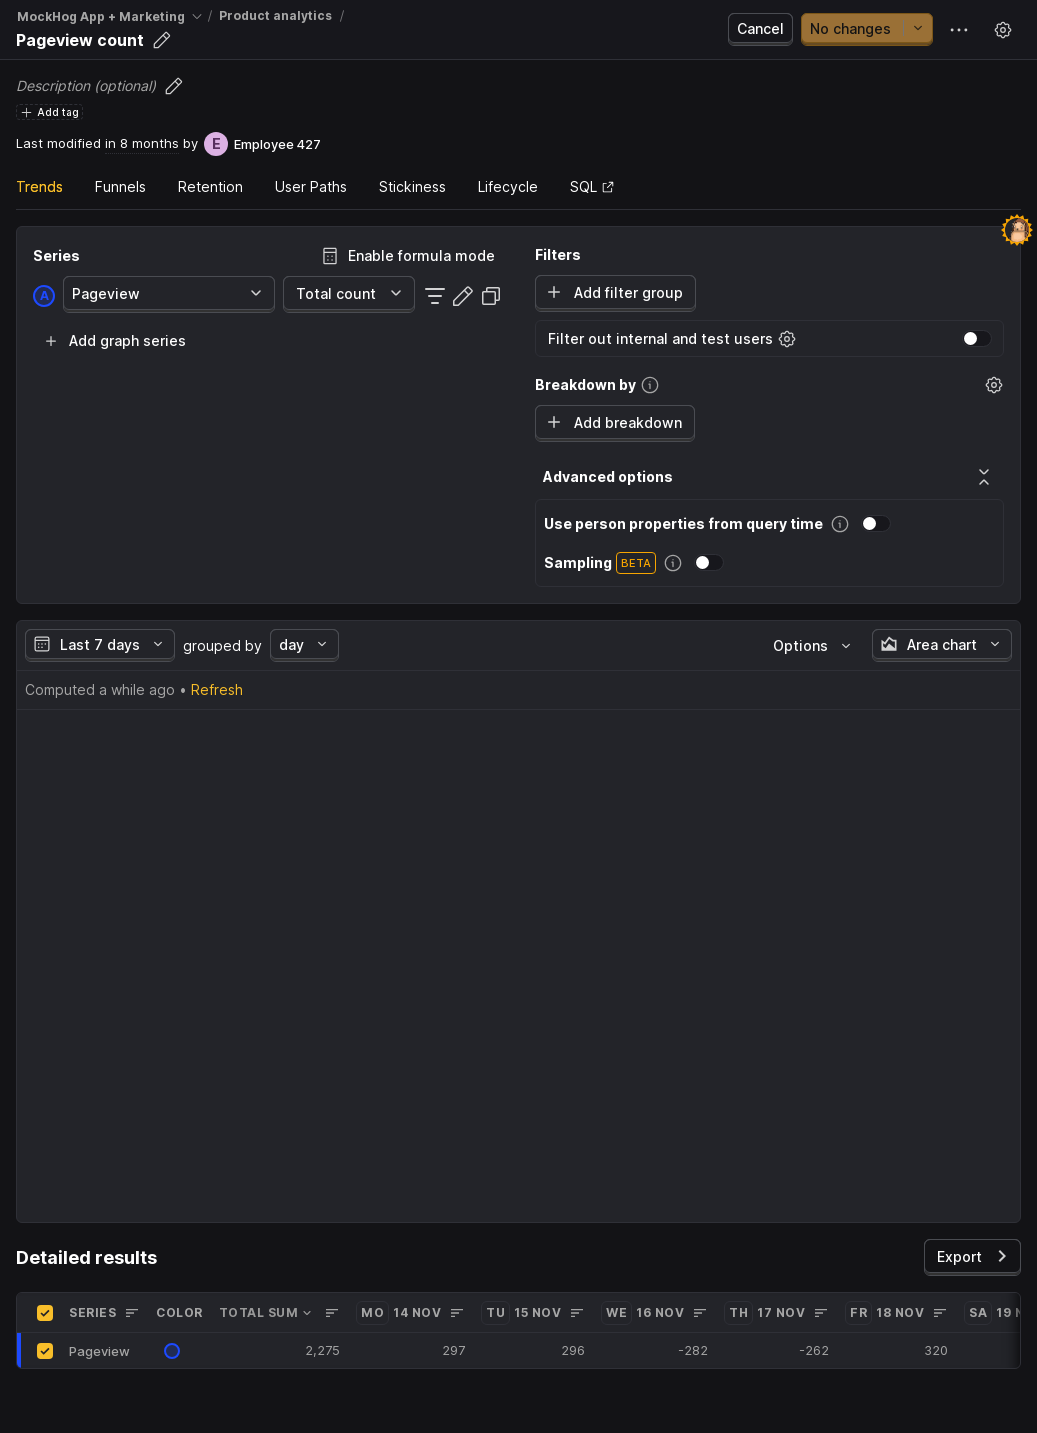 MockHog App + Marketing / Product analytics /
Pageview count
Cancel
No changes
Description (optional)
Add tag
Last modified in 8 months by E Employee 427
Trends Funnels Retention User Paths Stickiness Lifecycle SQL
Series
Enable formula mode
A Pageview Total count
Add graph series
Filters
Add filter group
Filter out internal and test users
Breakdown by
Add breakdown
Advanced options
Use person properties from query time
Sampling BETA
Last 7 days grouped by day
Options Area chart
Computed a while ago • Refresh
Detailed results
Export
SERIES COLOR TOTAL SUM MO 14 NOV TU 15 NOV WE 16 NOV TH 17 NOV FR 18 NOV SA 19 N
Pageview 2,275 297 296 -282 -262 320